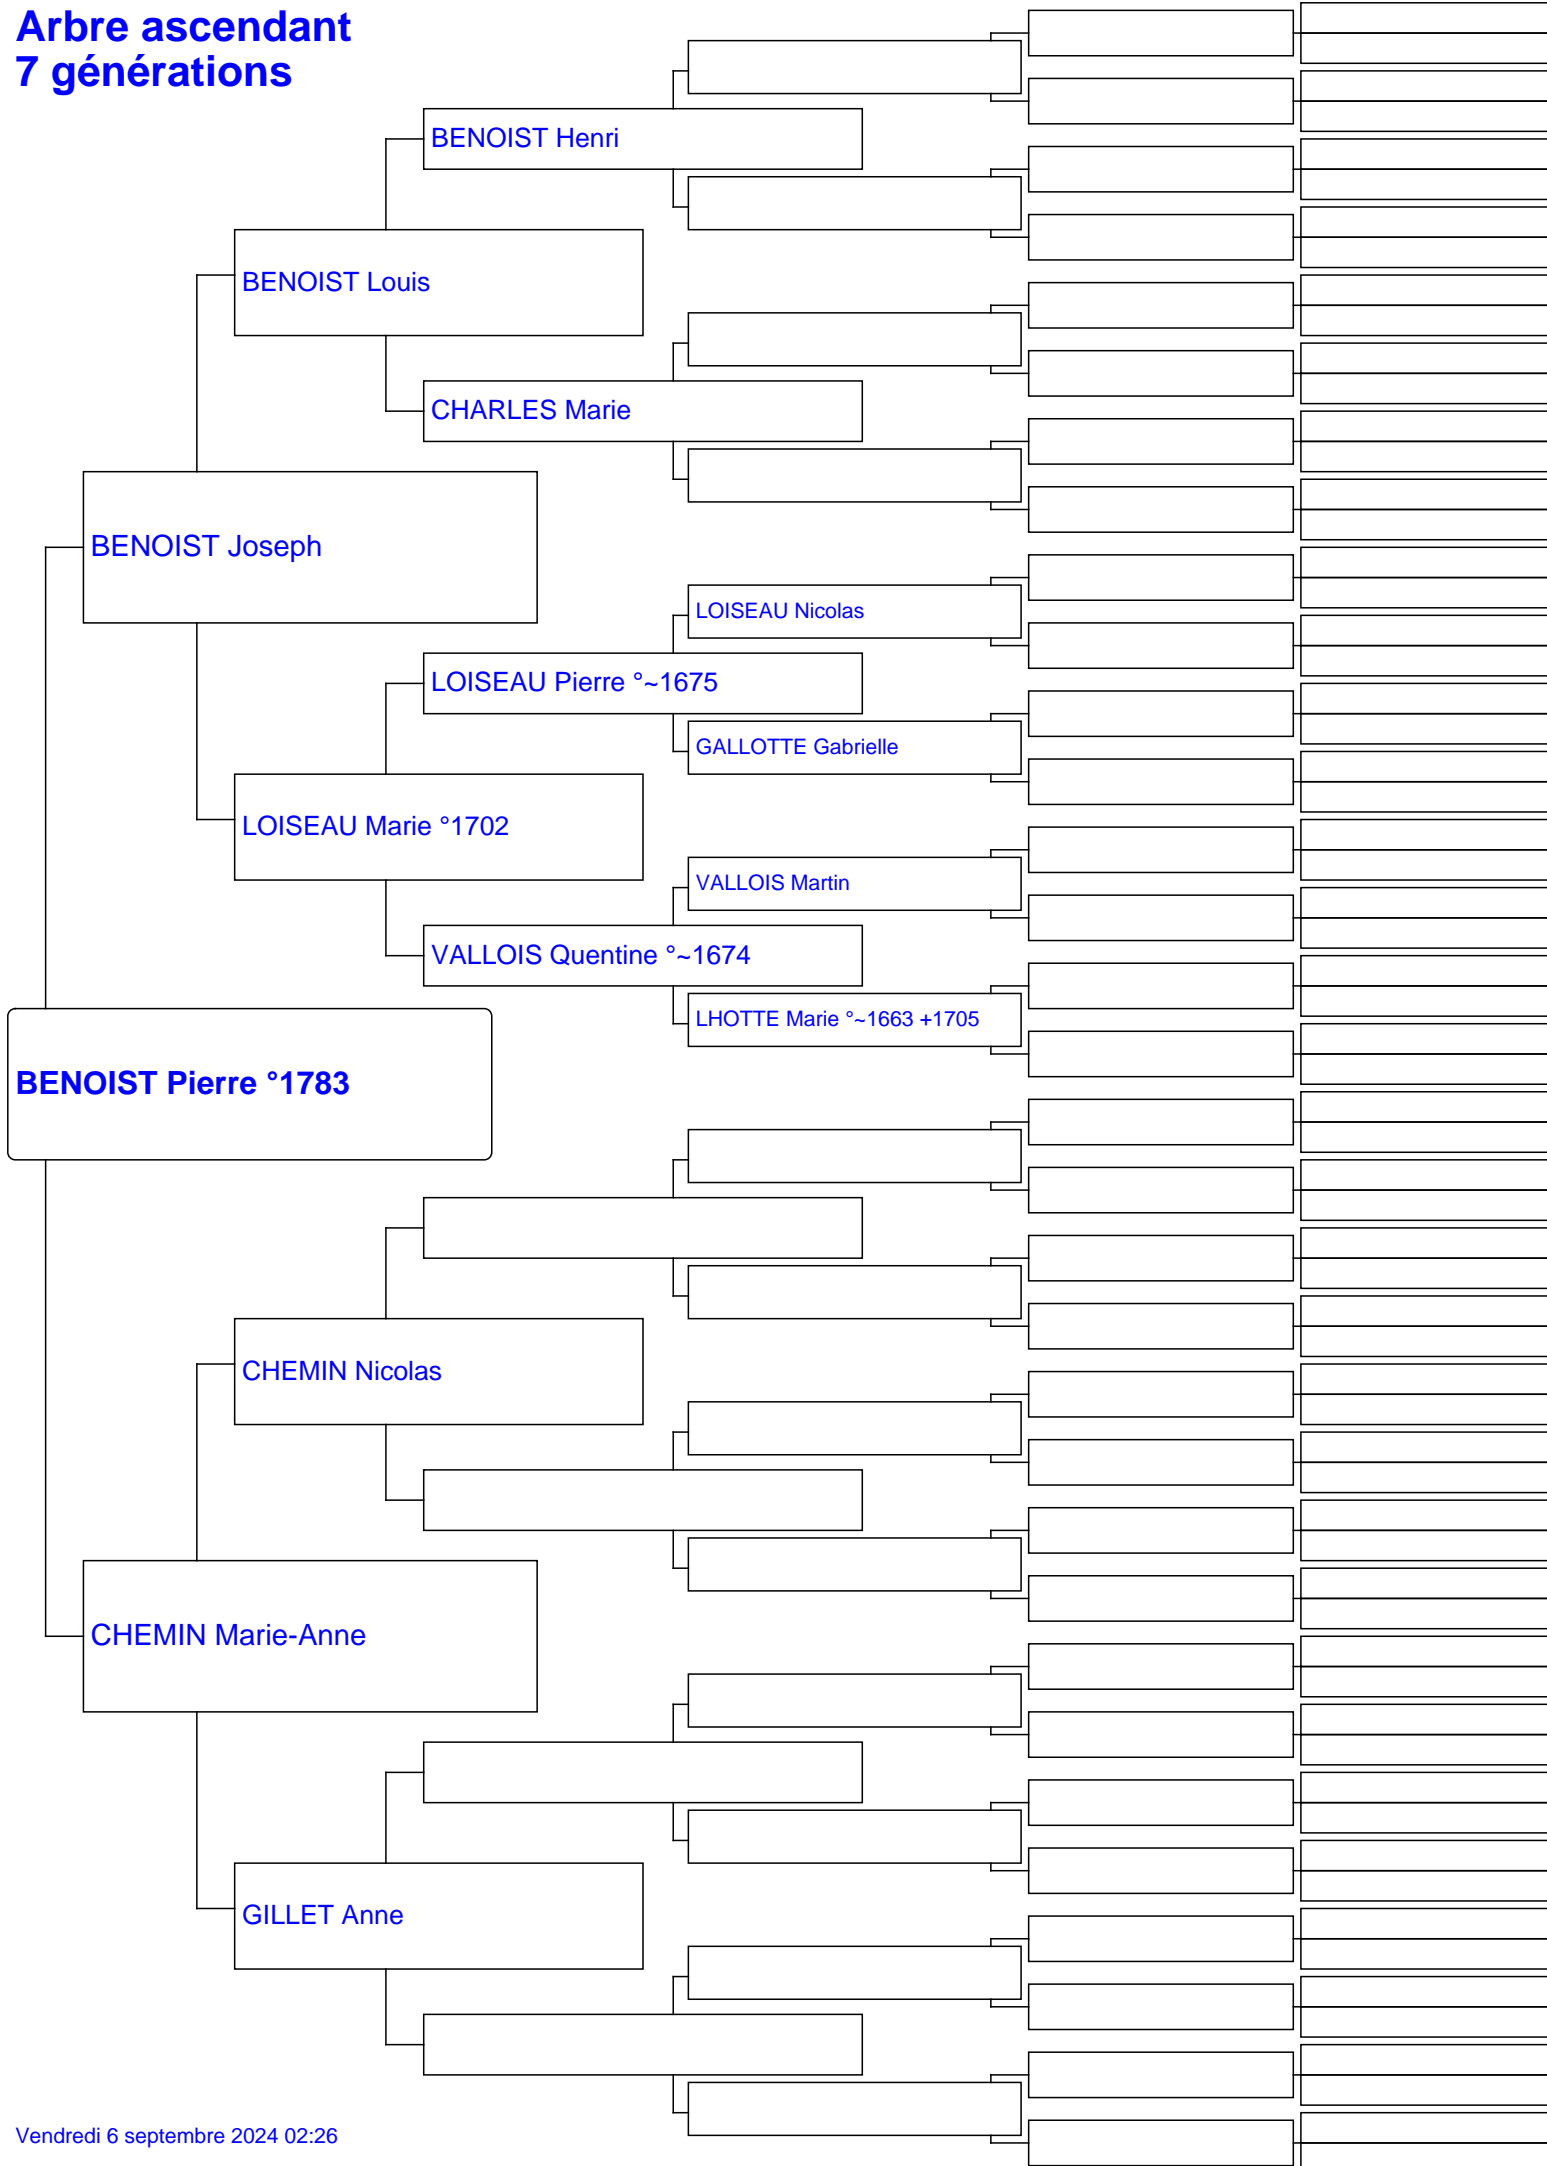 Arbre ascendant
7 générations
BENOIST Henri
BENOIST Louis
CHARLES Marie
BENOIST Joseph
LOISEAU Nicolas
LOISEAU Pierre °~1675
GALLOTTE Gabrielle
LOISEAU Marie °1702
VALLOIS Martin
VALLOIS Quentine °~1674
LHOTTE Marie °~1663 +1705
BENOIST Pierre °1783
CHEMIN Nicolas
CHEMIN Marie-Anne
GILLET Anne
Vendredi 6 septembre 2024 02:26